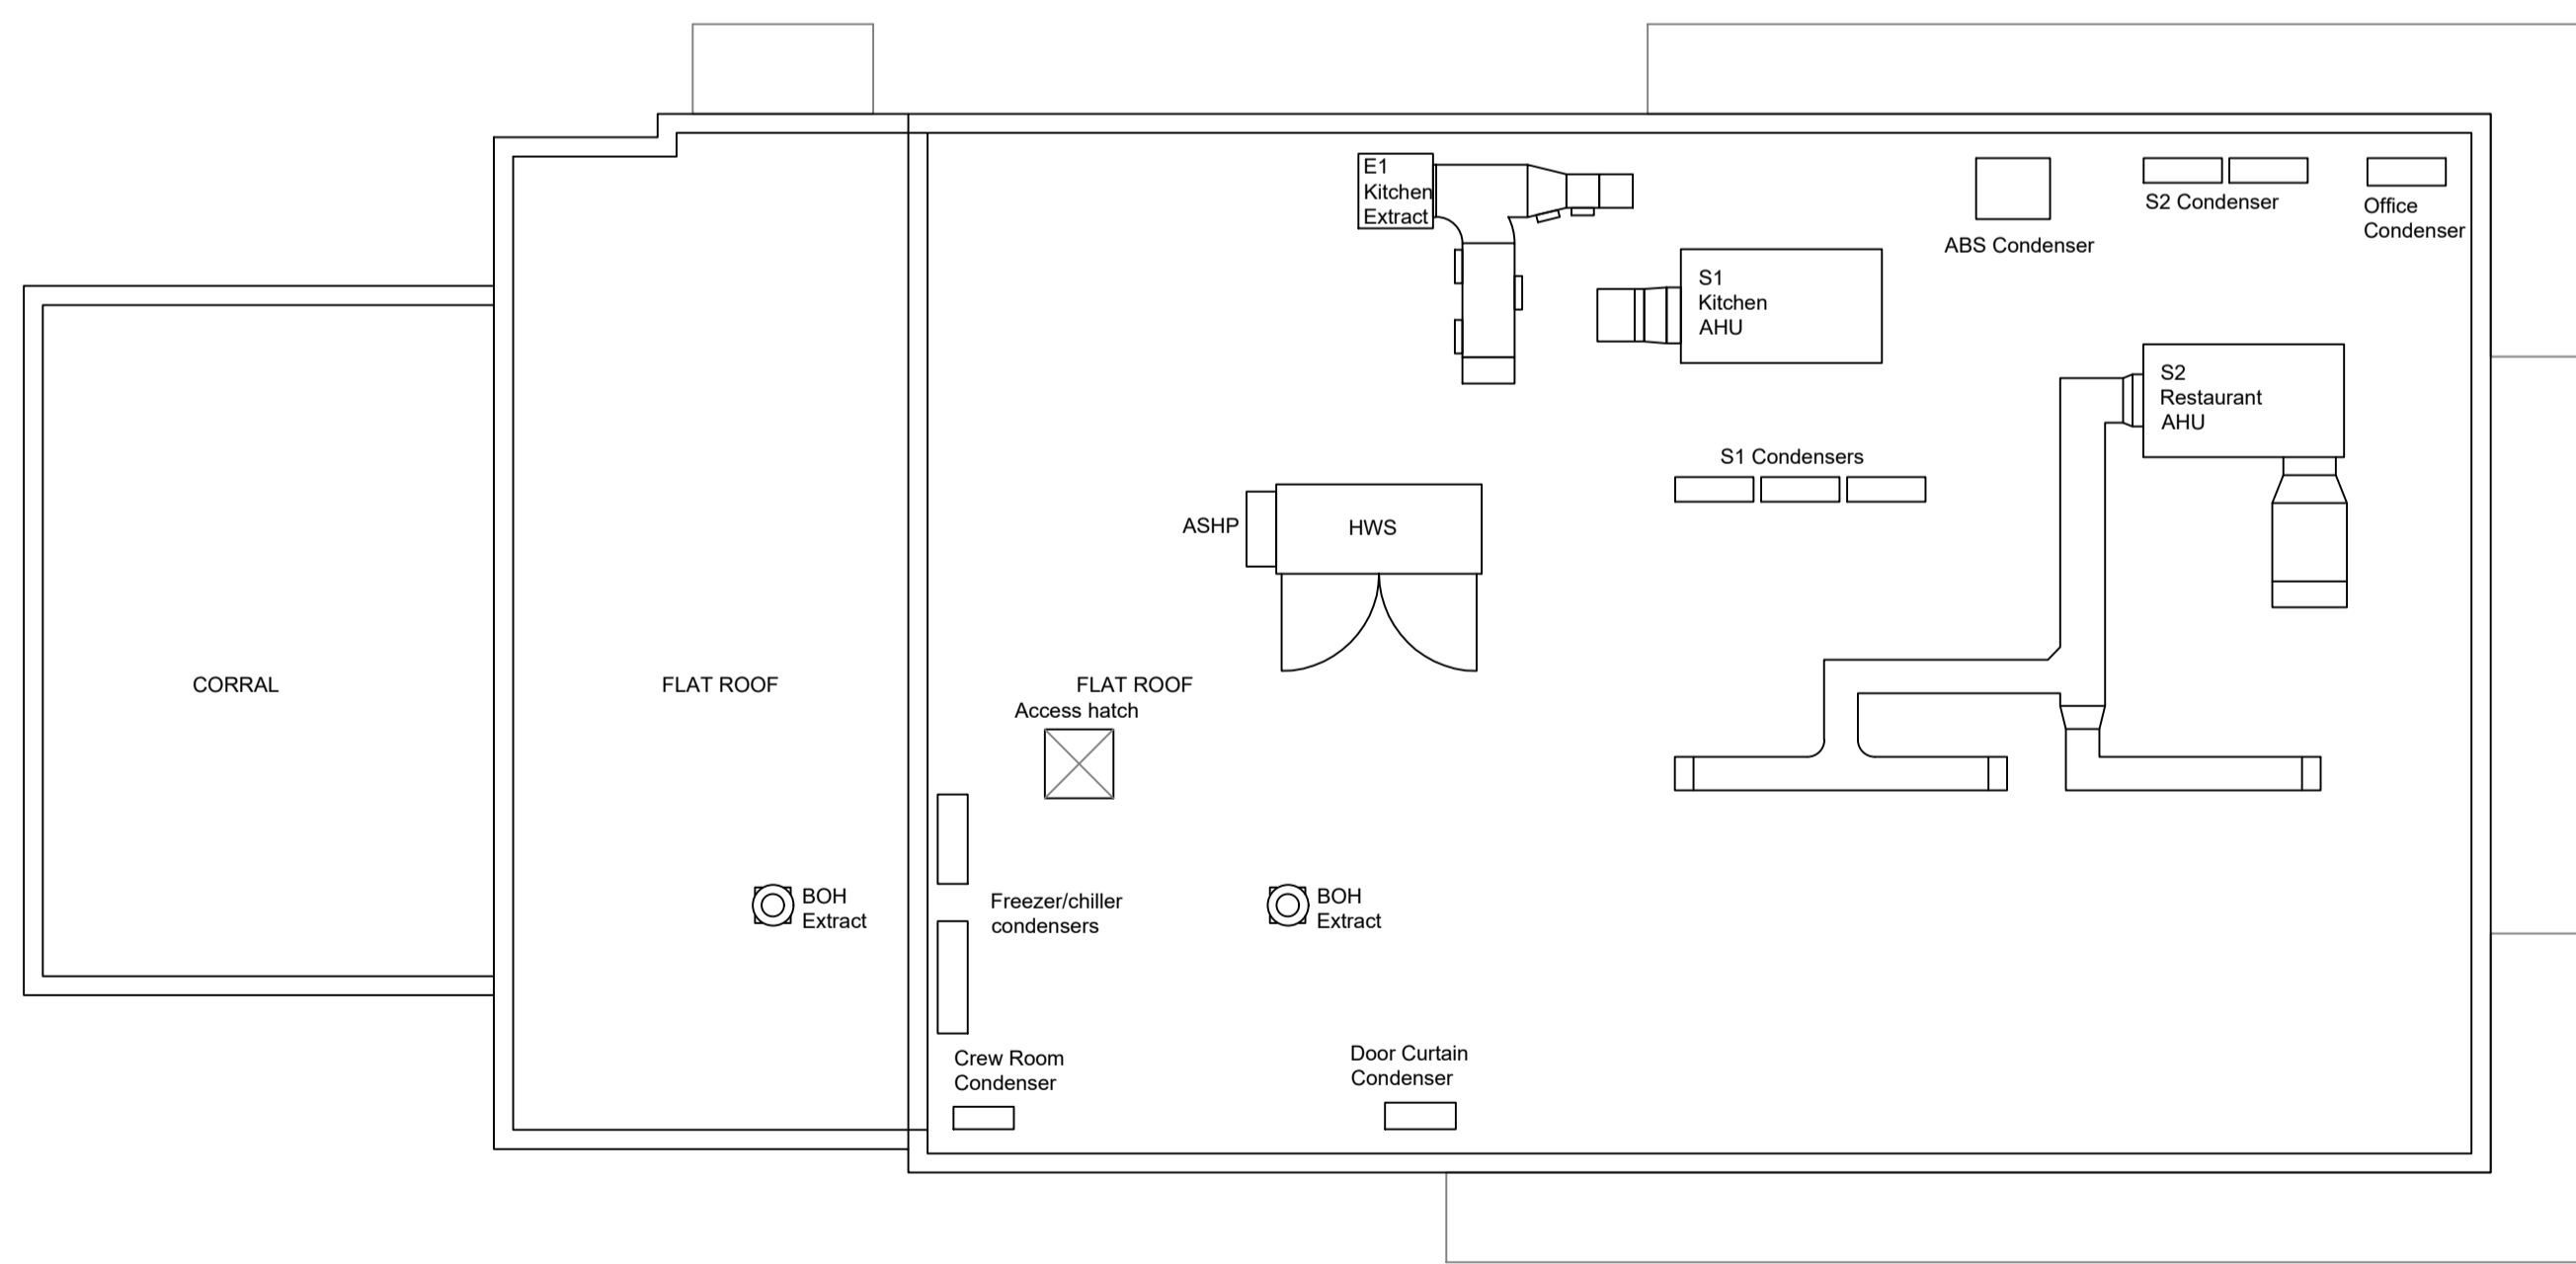 E1
Kitchen
Extract
S2 Condenser
Office
Condenser
ABS Condenser
S1
Kitchen
AHU
S2
Restaurant
AHU
S1 Condensers
ASHP
HWS
CORRAL
FLAT ROOF
FLAT ROOF
Access hatch
BOH
Extract
Freezer/chiller
condensers
BOH
Extract
Crew Room
Condenser
Door Curtain
Condenser